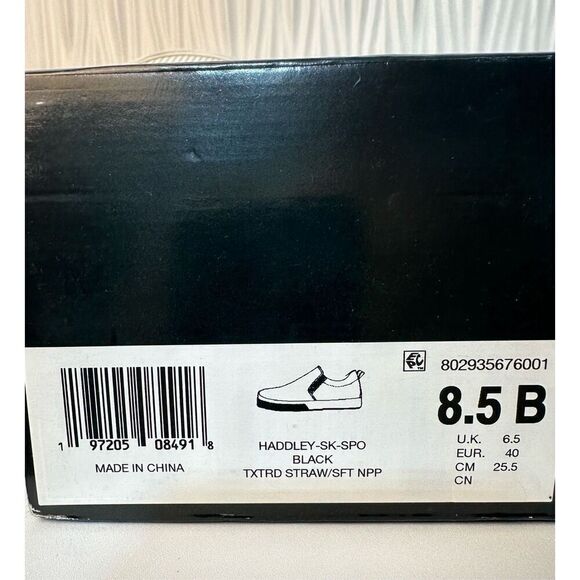 802935676001
8.5 B
U.K. 6.5
EUR. 40
CM 25.5
CN
1 97205 08491 8
MADE IN CHINA
HADDLEY-SK-SPO
BLACK
TXTRD STRAW/SFT NPP